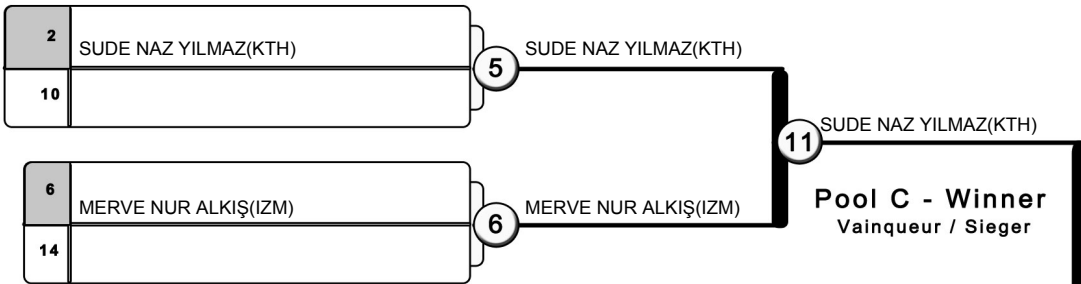 2
SUDE NAZ YILMAZ(KTH)
10
5
SUDE NAZ YILMAZ(KTH)
6
MERVE NUR ALKIŞ(IZM)
14
6
MERVE NUR ALKIŞ(IZM)
11
SUDE NAZ YILMAZ(KTH)
Pool C - Winner
Vainqueur / Sieger